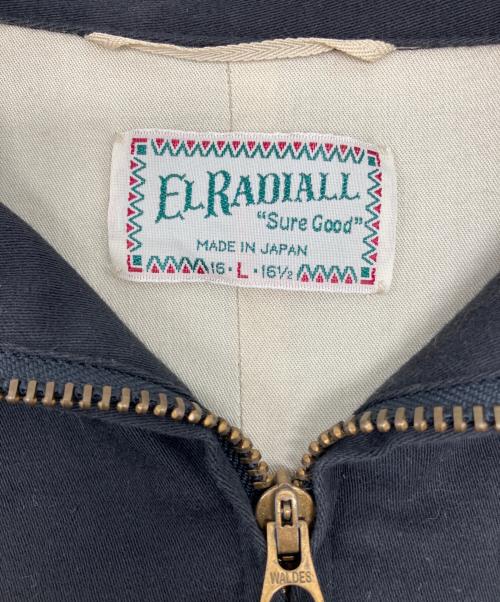 ELRADIALL
"Sure Good"
MADE IN JAPAN
16 · L · 16½
WALDES